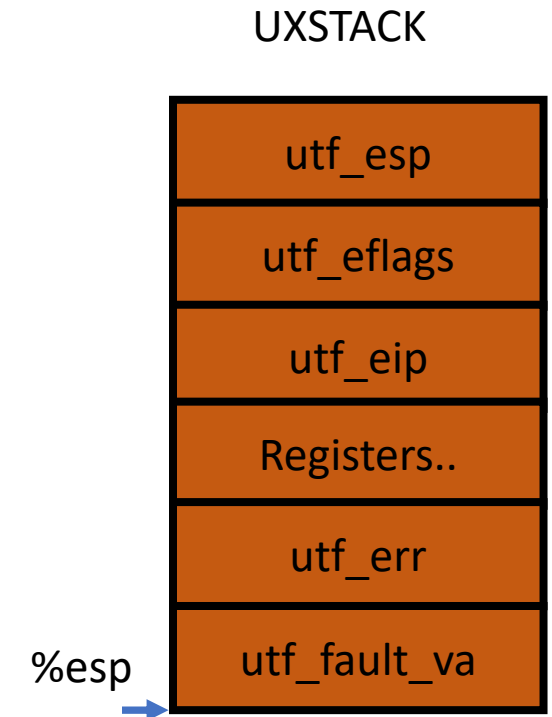 UXSTACK
utf_esp
utf_eflags
utf_eip
Registers..
utf_err
utf_fault_va
%esp